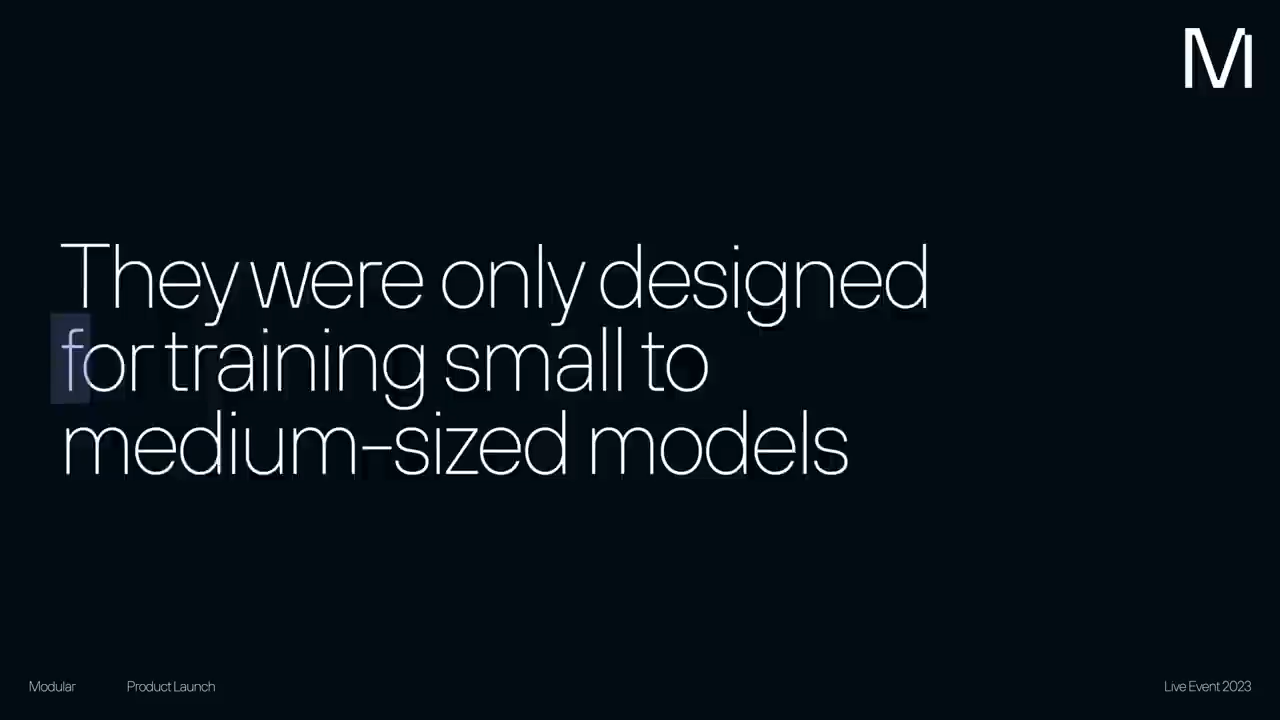 M
They were only designed
for training small to
medium-sized models
Modular
Product Launch
Live Event 2023